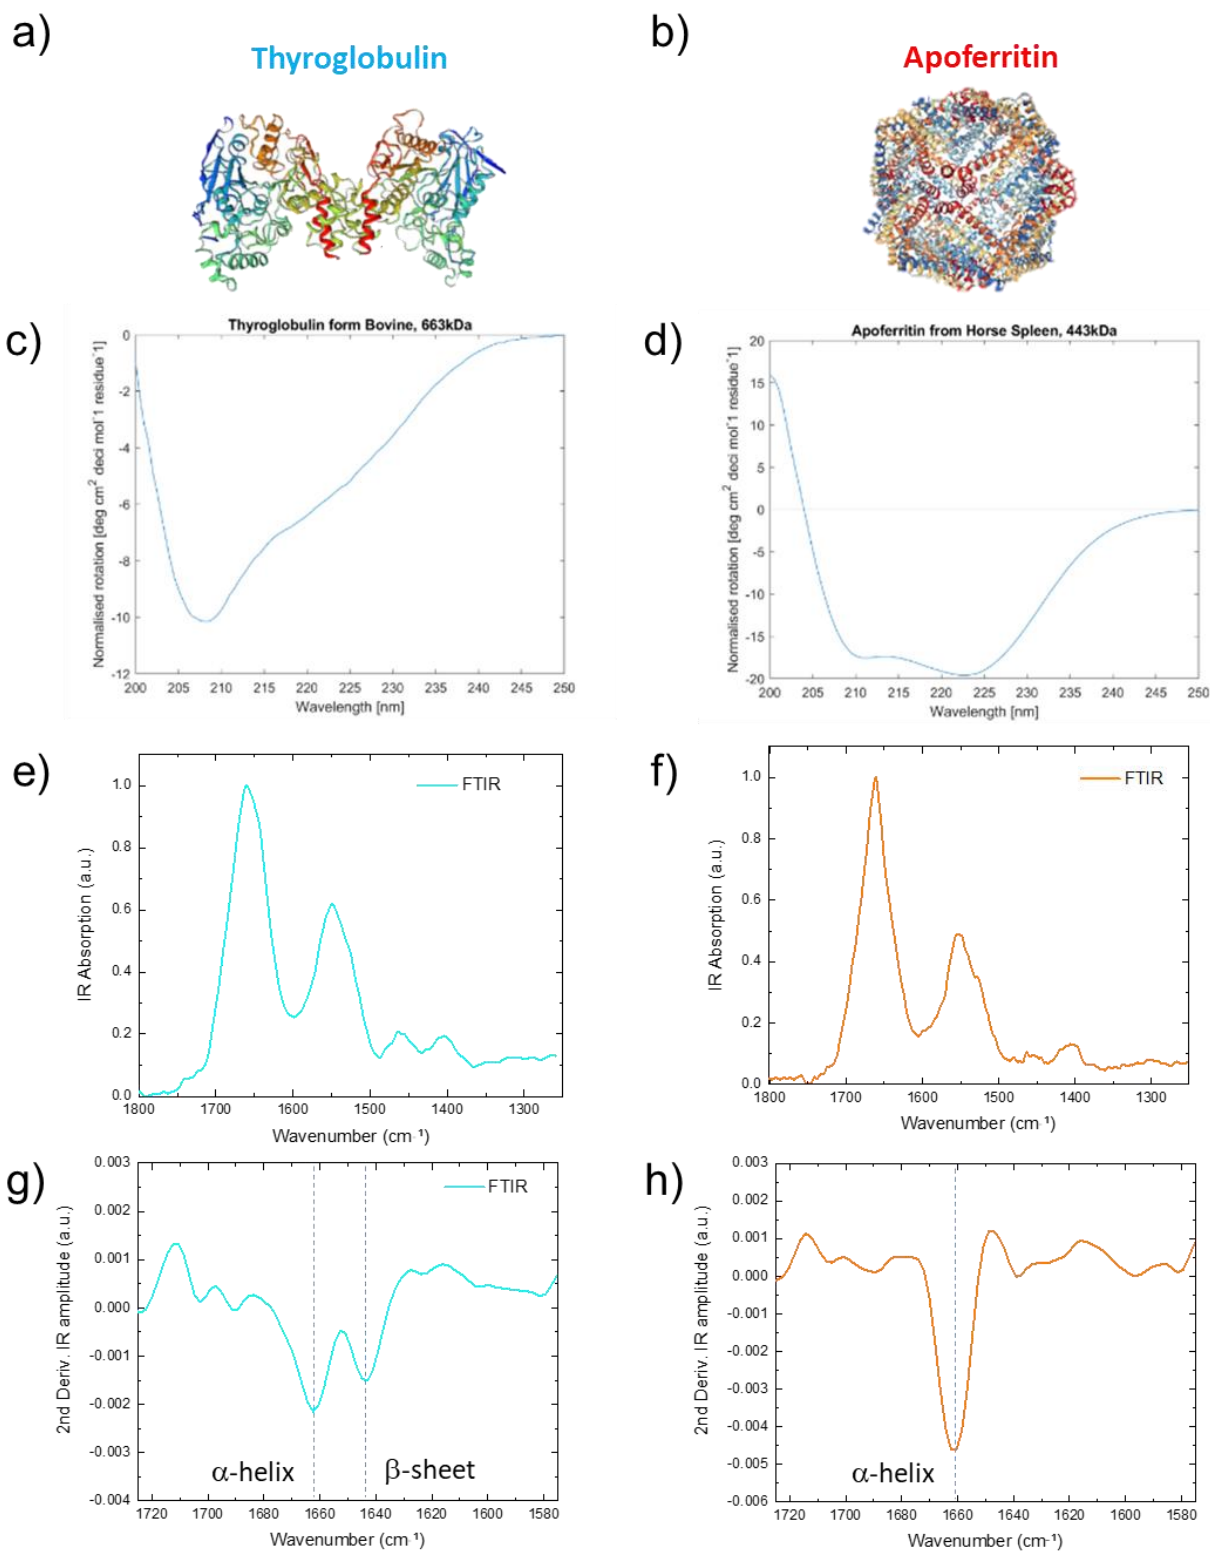 a)
Thyroglobulin
b)
Apoferritin
c)
Thyroglobulin form Bovine, 663kDa
Normalised rotation [deg cm2 deci mol-1 residue-1]
0
-2
-4
-6
-8
-10
-12
200 205 210 215 220 225 230 235 240 245 250
Wavelength [nm]
d)
Apoferritin from Horse Spleen, 443kDa
Normalised rotation [deg cm2 deci mol-1 residue-1]
20
15
10
5
0
-5
-10
-15
-20
200 205 210 215 220 225 230 235 240 245 250
Wavelength [nm]
e)
FTIR
IR Absorption (a.u.)
1.0
0.8
0.6
0.4
0.2
0.0
1800 1700 1600 1500 1400 1300
Wavenumber (cm-1)
f)
FTIR
IR Absorption (a.u.)
1.0
0.8
0.6
0.4
0.2
0.0
1800 1700 1600 1500 1400 1300
Wavenumber (cm-1)
g)
FTIR
2nd Deriv. IR amplitude (a.u.)
0.003
0.002
0.001
0.000
-0.001
-0.002
-0.003
-0.004
α-helix
β-sheet
1720 1700 1680 1660 1640 1620 1600 1580
Wavenumber (cm-1)
h)
2nd Deriv. IR amplitude (a.u.)
0.003
0.002
0.001
0.000
-0.001
-0.002
-0.003
-0.004
-0.005
-0.006
α-helix
1720 1700 1680 1660 1640 1620 1600 1580
Wavenumber (cm-1)